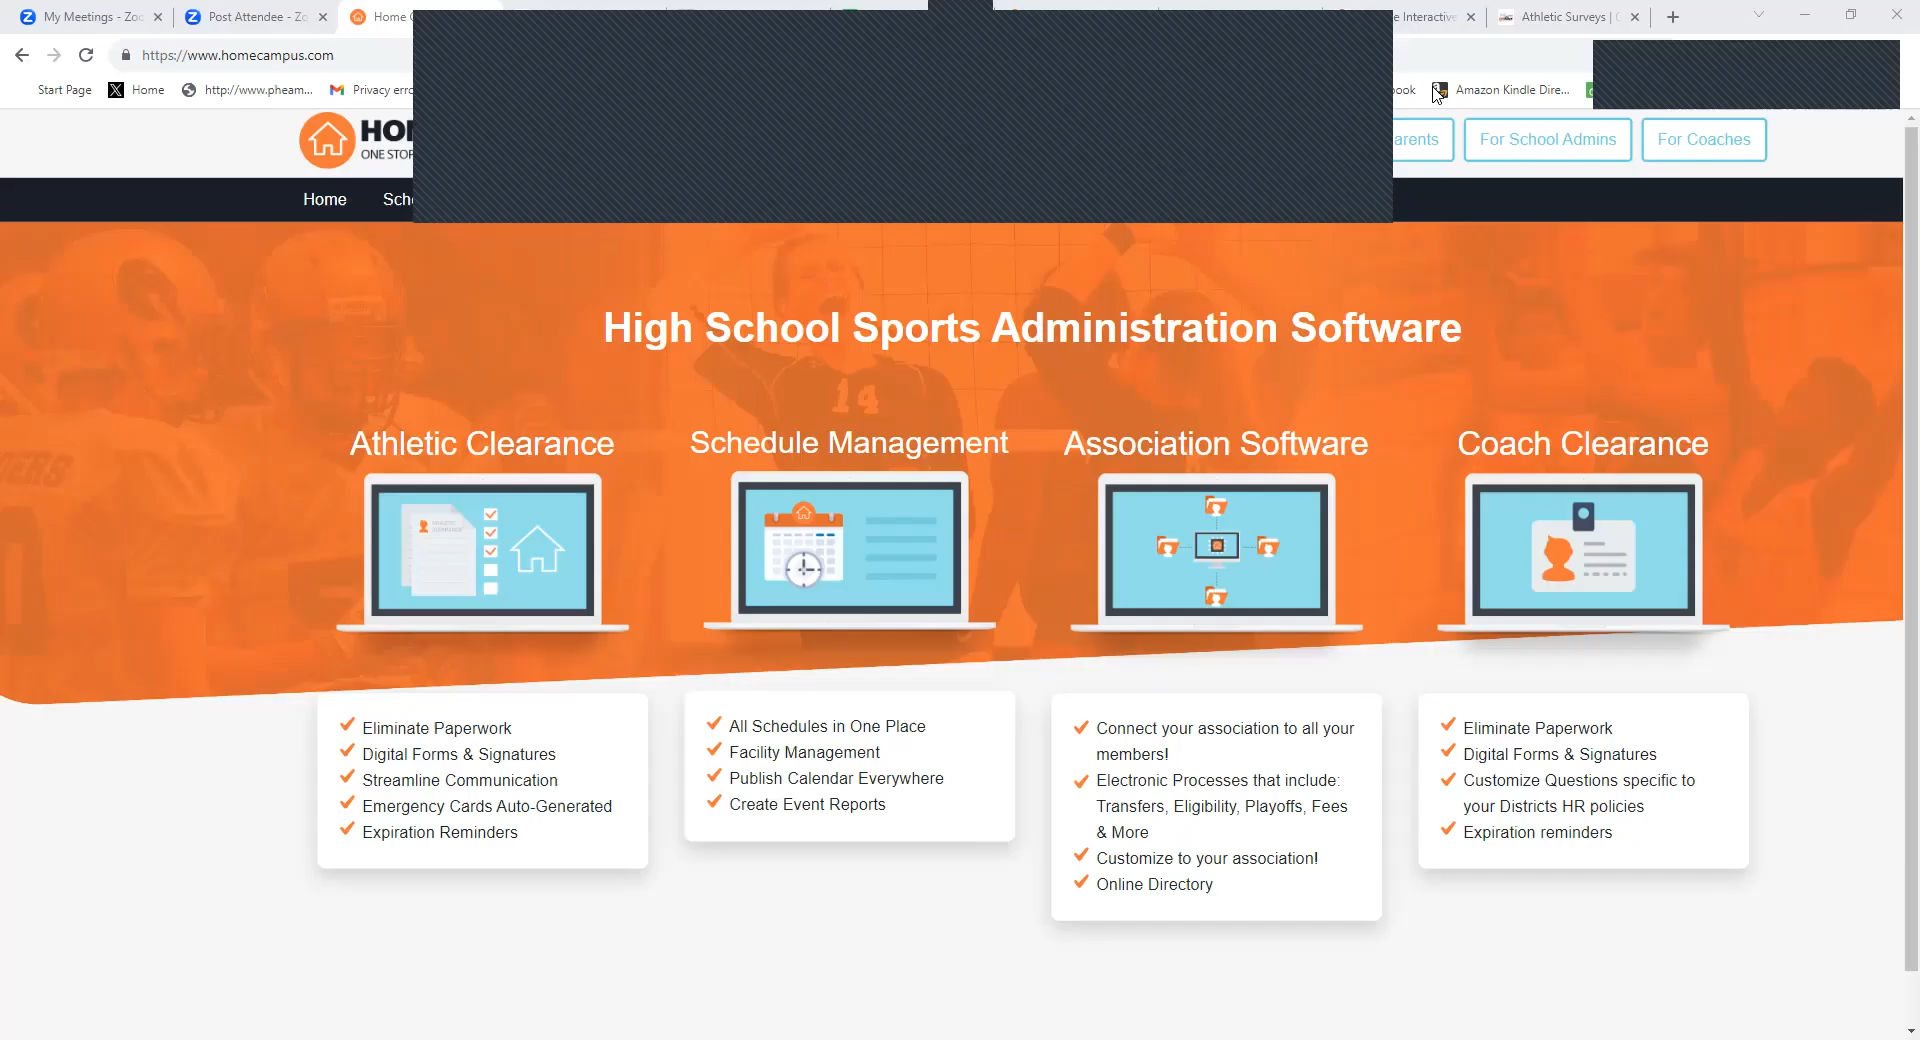 My Meetings - Zoo
Post Attendee - Zo
Home
e Interactive
Athletic Surveys |
https://www.homecampus.com
Start Page
Home
http://www.pheam...
Privacy erro
book
Amazon Kindle Dire...
ONE STOP
arents
For School Admins
For Coaches
Home
High School Sports Administration Software
14
Athletic Clearance
Schedule Management
Association Software
Coach Clearance
Eliminate Paperwork
Digital Forms & Signatures
Streamline Communication
Emergency Cards Auto-Generated
Expiration Reminders
All Schedules in One Place
Facility Management
Publish Calendar Everywhere
Create Event Reports
Connect your association to all your
members!
Electronic Processes that include:
Transfers, Eligibility, Playoffs, Fees
& More
Customize to your association!
Online Directory
Eliminate Paperwork
Digital Forms & Signatures
Customize Questions specific to
your Districts HR policies
Expiration reminders